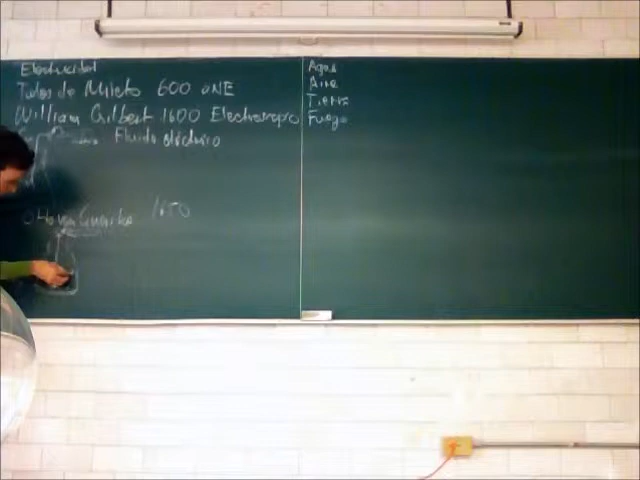 Electricidad
Tales de Mileto 600 aNE
William Gilbert 1600 Electroscopio
Fluido eléctrico
Otto von Guericke 1650
Agua
Aire
Tierra
Fuego